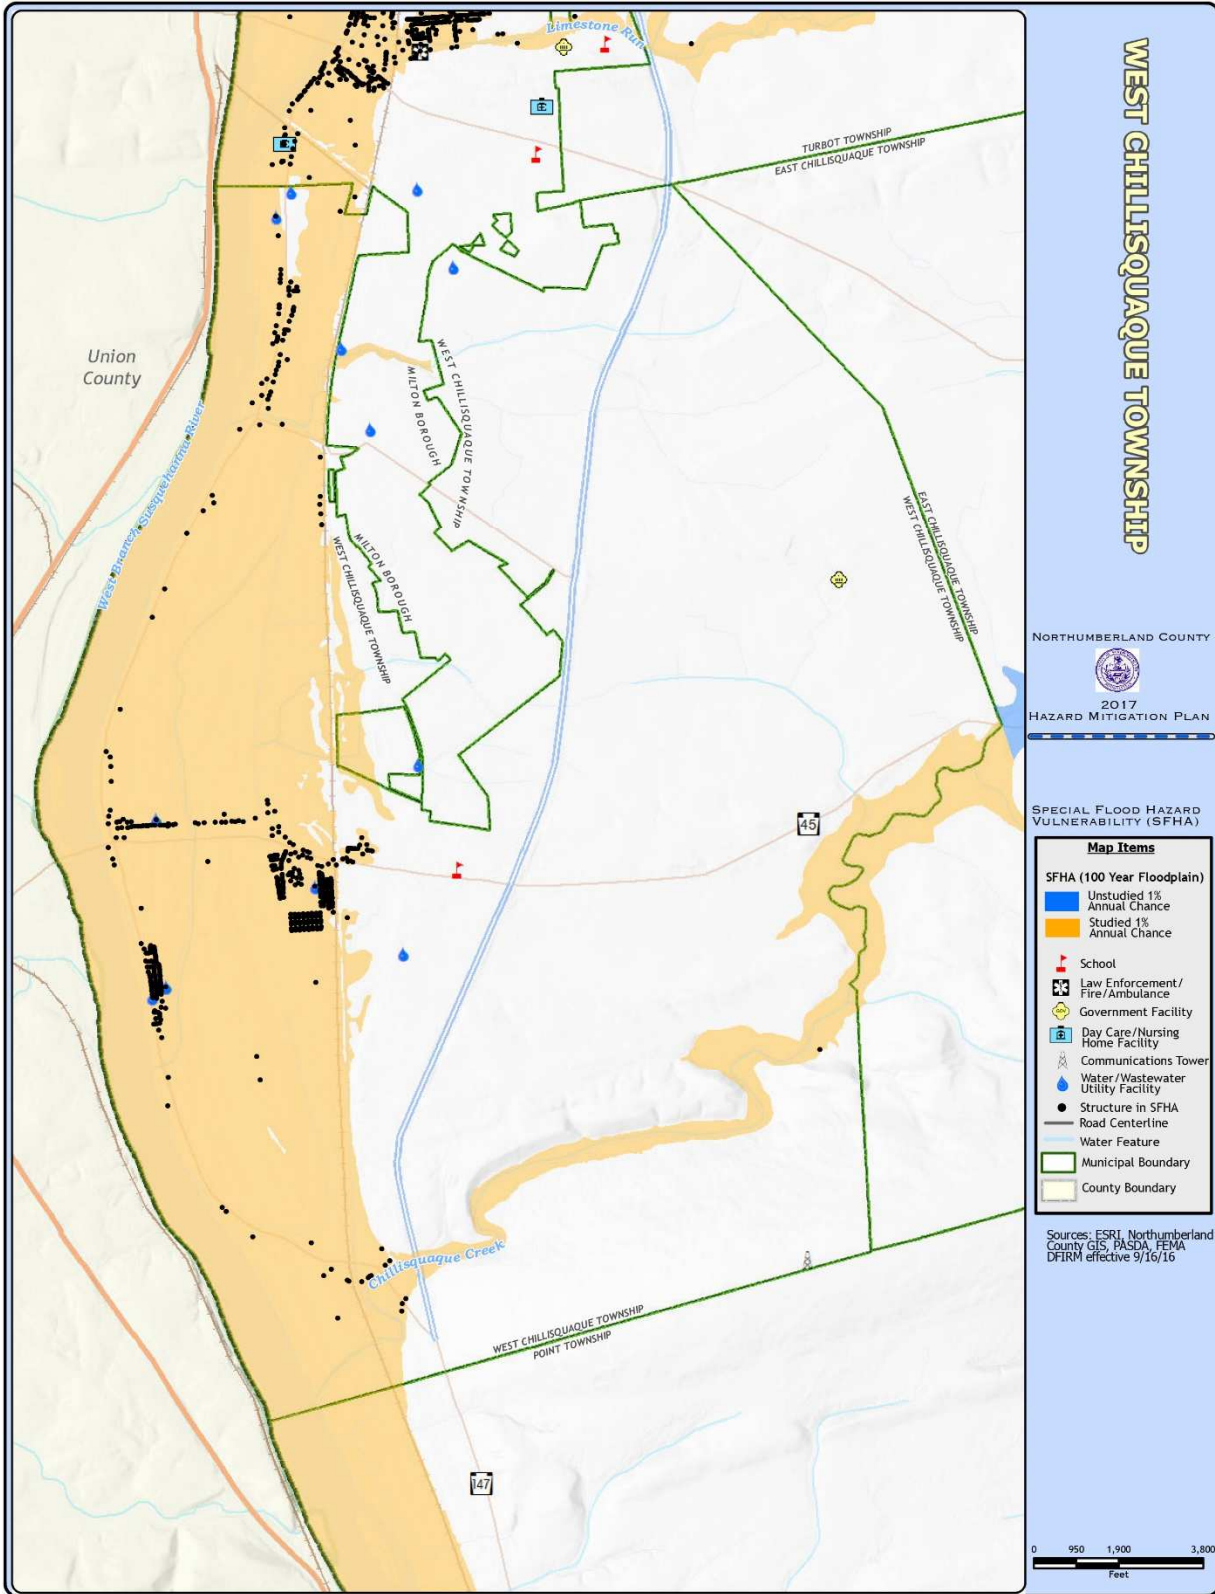 WEST CHILLISQUAQUE TOWNSHIP
Limestone Run
TURBOT TOWNSHIP
EAST CHILLISQUAQUE TOWNSHIP
Union
County
West Branch Susquehanna River
WEST CHILLISQUAQUE TOWNSHIP
MILTON BOROUGH
MILTON BOROUGH
WEST CHILLISQUAQUE TOWNSHIP
EAST CHILLISQUAQUE TOWNSHIP
WEST CHILLISQUAQUE TOWNSHIP
45
Chillisquaque Creek
WEST CHILLISQUAQUE TOWNSHIP
POINT TOWNSHIP
147
NORTHUMBERLAND COUNTY
2017
HAZARD MITIGATION PLAN
SPECIAL FLOOD HAZARD
VULNERABILITY (SFHA)
Map Items
SFHA (100 Year Floodplain)
Unstudied 1%
Annual Chance
Studied 1%
Annual Chance
School
Law Enforcement/
Fire/Ambulance
Government Facility
Day Care/Nursing
Home Facility
Communications Tower
Water/Wastewater
Utility Facility
Structure in SFHA
Road Centerline
Water Feature
Municipal Boundary
County Boundary
Sources: ESRI, Northumberland
County GIS, PASDA, FEMA
DFIRM effective 9/16/16
0 950 1,900 3,800
Feet